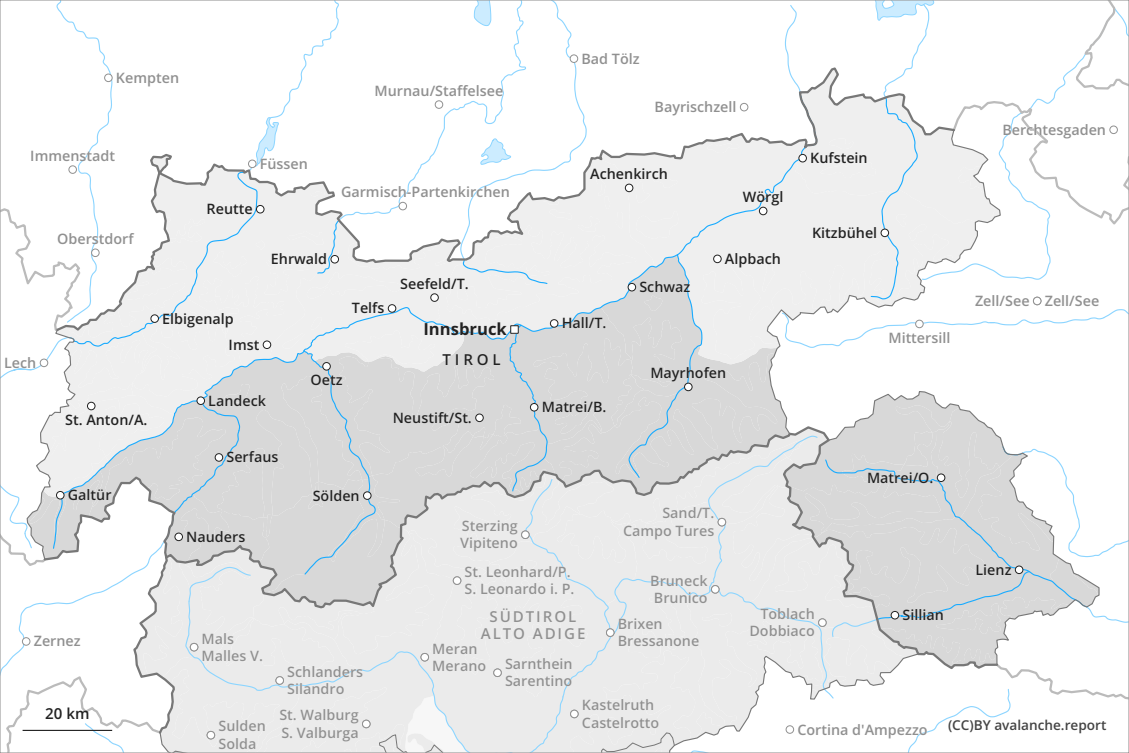 Kempten
Bad Tölz
Murnau/Staffelsee
Bayrischzell
Berchtesgaden
Immenstadt
Füssen
Kufstein
Achenkirch
Garmisch-Partenkirchen
Wörgl
Reutte
Kitzbühel
Oberstdorf
Ehrwald
Alpbach
Seefeld/T.
Schwaz
Telfs
Zell/See
Zell/See
Elbigenalp
Innsbruck
Hall/T.
Mittersill
Imst
TIROL
Lech
Oetz
Mayrhofen
Landeck
Matrei/B.
St. Anton/A.
Neustift/St.
Serfaus
Matrei/O.
Galtür
Sölden
Sand/T.
Campo Tures
Sterzing
Vipiteno
Nauders
St. Leonhard/P.
S. Leonardo i. P.
Lienz
Bruneck
Brunico
SÜDTIROL
ALTO ADIGE
Toblach
Dobbiaco
Sillian
Brixen
Bressanone
Zernez
Mals
Malles V.
Meran
Merano
Sarnthein
Sarentino
Schlanders
Silandro
Kastelruth
Castelrotto
20 km
St. Walburg
S. Valburga
Sulden
Solda
Cortina d'Ampezzo
(CC)BY avalanche.report